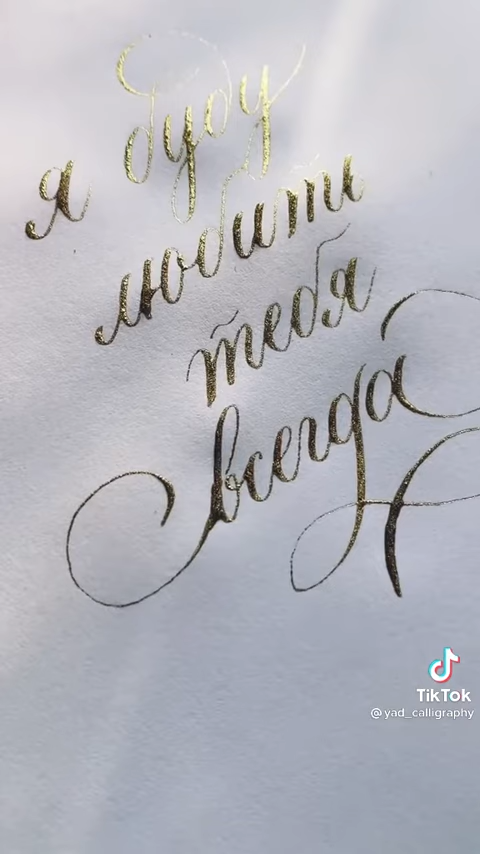 я буду
любить
тебя
всегда
TikTok
@yad_calligraphy